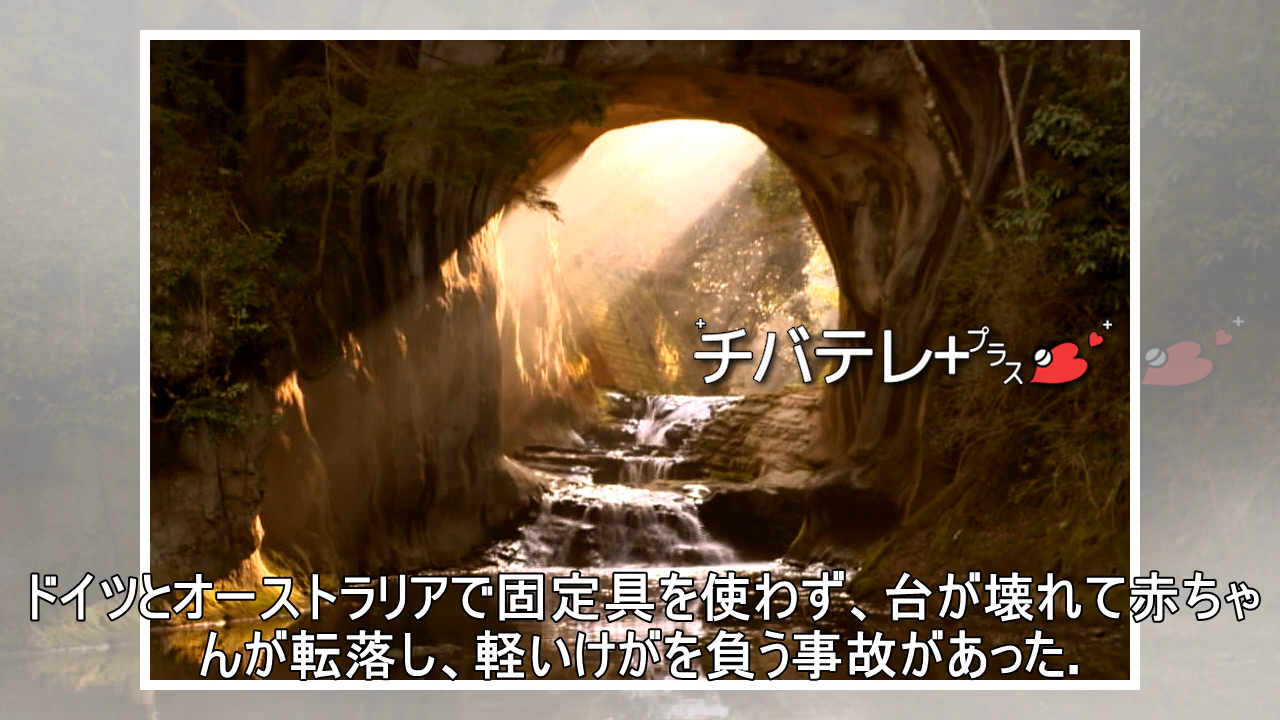 チバテレ+プラス
ドイツとオーストラリアで固定具を使わず、台が壊れて赤ちゃ
んが転落し、軽いけがを負う事故があった.